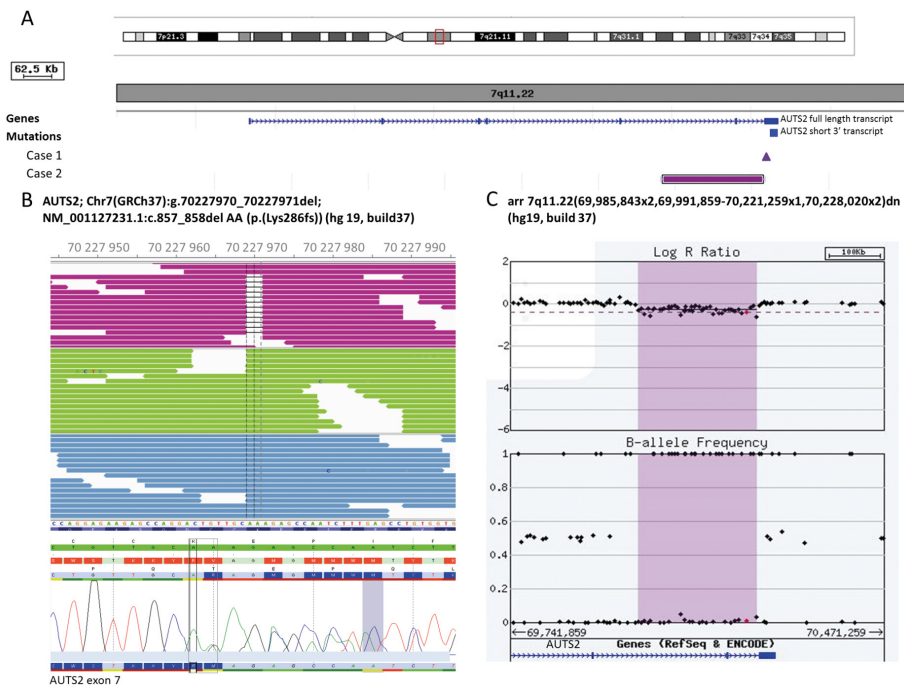 A
7p21.3
7q21.11
7q31.1
7q33
7q34
7q35
62.5 Kb
7q11.22
Genes
AUTS2 full length transcript
AUTS2 short 3' transcript
Mutations
Case 1
Case 2
B
AUTS2; Chr7(GRCh37):g.70227970_70227971del;
NM_001127231.1:c.857_858del AA (p.(Lys286fs)) (hg 19, build37)
70 227 950
70 227 960
70 227 970
70 227 980
70 227 990
CCAGGAGAAGAGCCAGGACTGTTGCAAAGAGCCAATCTTTGAGCCTGTGGTG
AUTS2 exon 7
C
arr 7q11.22(69,985,843x2,69,991,859-70,221,259x1,70,228,020x2)dn
(hg19, build 37)
Log R Ratio
100Kb
2
0
-2
-4
-6
B-allele Frequency
1
0.8
0.6
0.4
0.2
0
69,741,859
70,471,259
AUTS2
Genes (RefSeq & ENCODE)